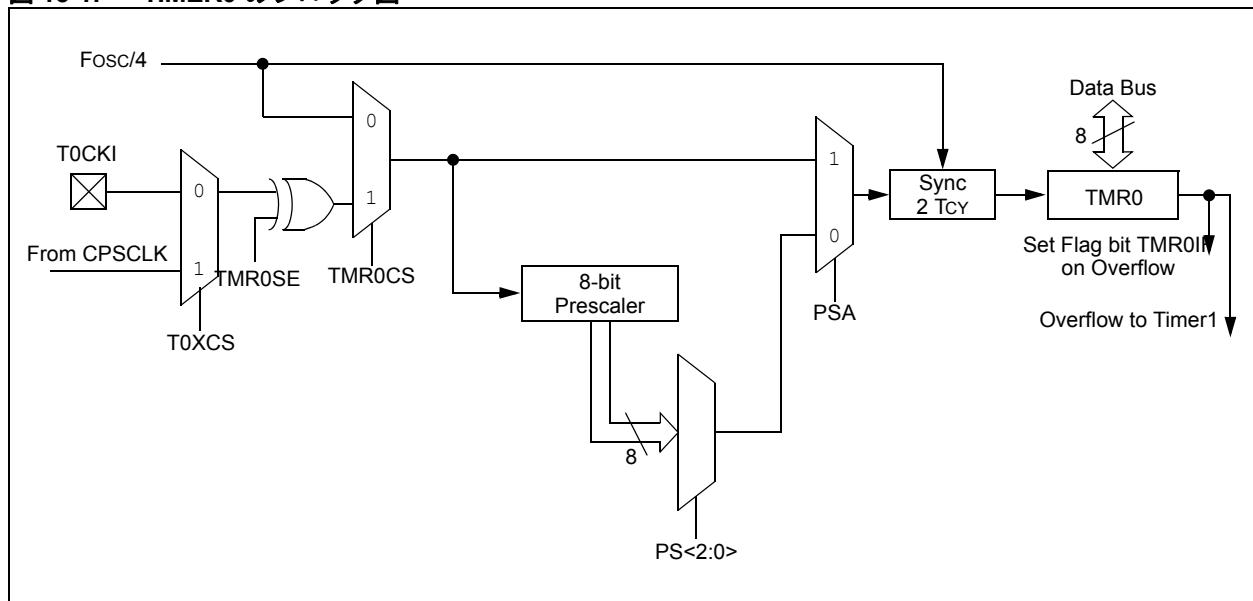 FOSC/4
T0CKI
From CPSCLK
0
1
T0XCS
TMR0SE
0
1
TMR0CS
8-bit
Prescaler
8
PS<2:0>
1
0
PSA
Sync
2 TCY
Data Bus
8
TMR0
Set Flag bit TMR0IF
on Overflow
Overflow to Timer1